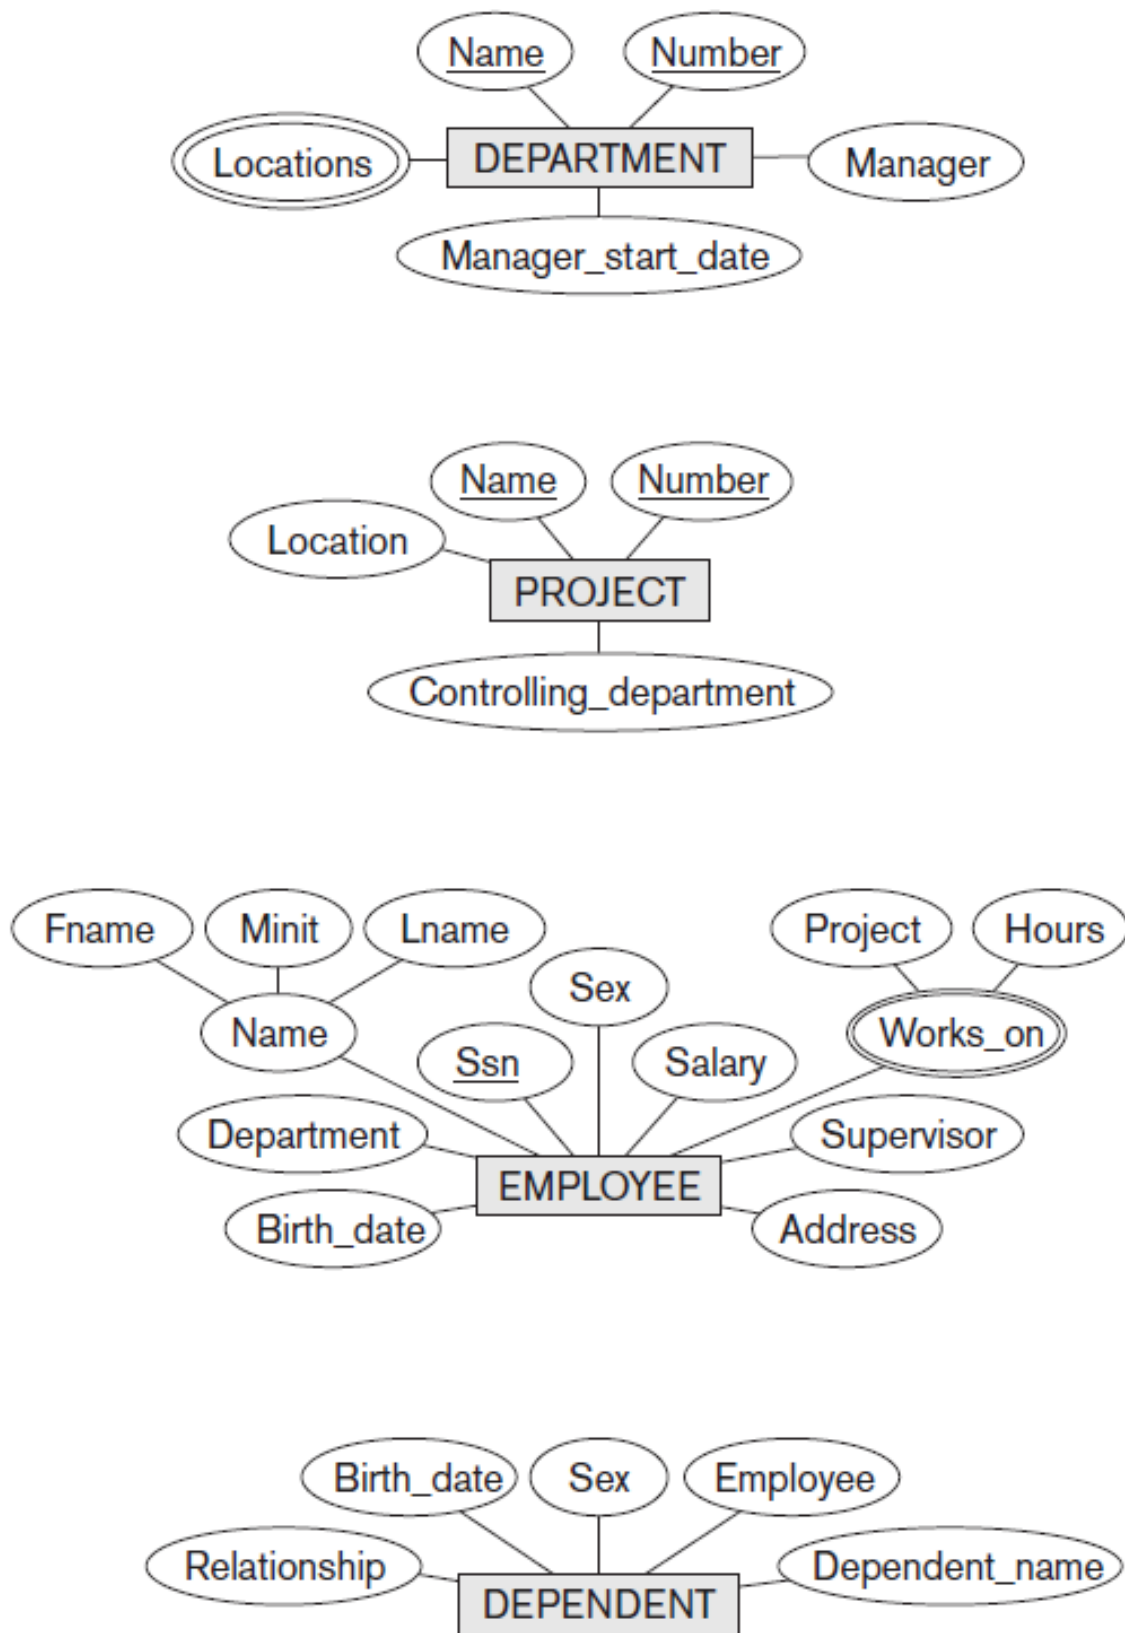 Name Number
Locations DEPARTMENT Manager
Manager_start_date
Name Number
Location
PROJECT
Controlling_department
Fname Minit Lname Project Hours
Sex
Name Works_on
Ssn Salary
Department Supervisor
EMPLOYEE
Birth_date Address
Birth_date Sex Employee
Relationship Dependent_name
DEPENDENT